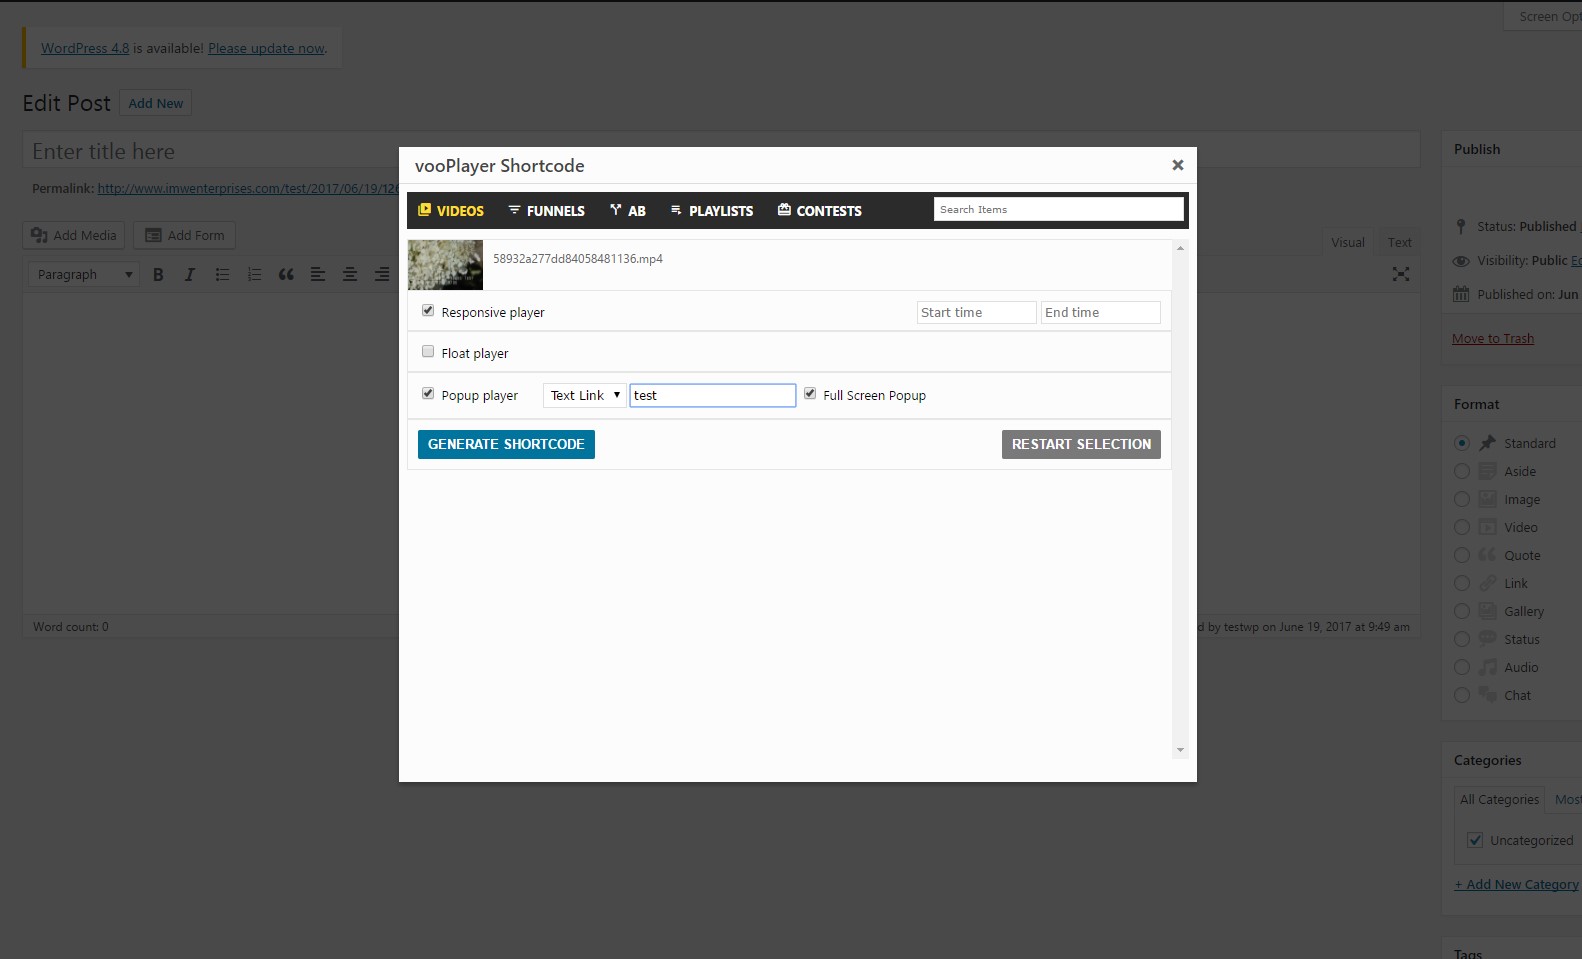 Screen Opt
WordPress 4.8 is available! Please update now.
Edit Post Add New
Enter title here
Permalink: http://www.imwenterprises.com/test/2017/06/19/126
Add Media Add Form
Visual Text
Paragraph
Word count: 0
d by testwp on June 19, 2017 at 9:49 am
vooPlayer Shortcode
VIDEOS FUNNELS AB PLAYLISTS CONTESTS Search Items
58932a277dd84058481136.mp4
Responsive player Start time End time
Float player
Popup player Text Link test Full Screen Popup
GENERATE SHORTCODE RESTART SELECTION
Publish
Status: Published
Visibility: Public Ed
Published on: Jun
Move to Trash
Format
Standard
Aside
Image
Video
Quote
Link
Gallery
Status
Audio
Chat
Categories
All Categories Most
Uncategorized
+ Add New Category
Tags